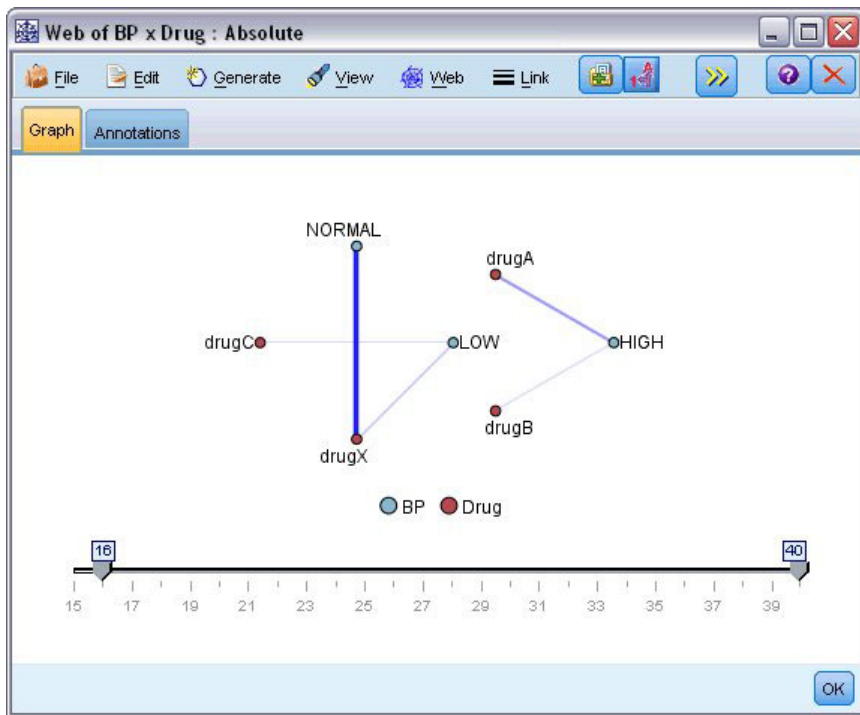 Web of BP x Drug : Absolute
File Edit Generate View Web Link
Graph Annotations
NORMAL
drugA
drugC LOW HIGH
drugB
drugX
BP Drug
16 40
15 17 19 21 23 25 27 29 31 33 35 37 39
OK